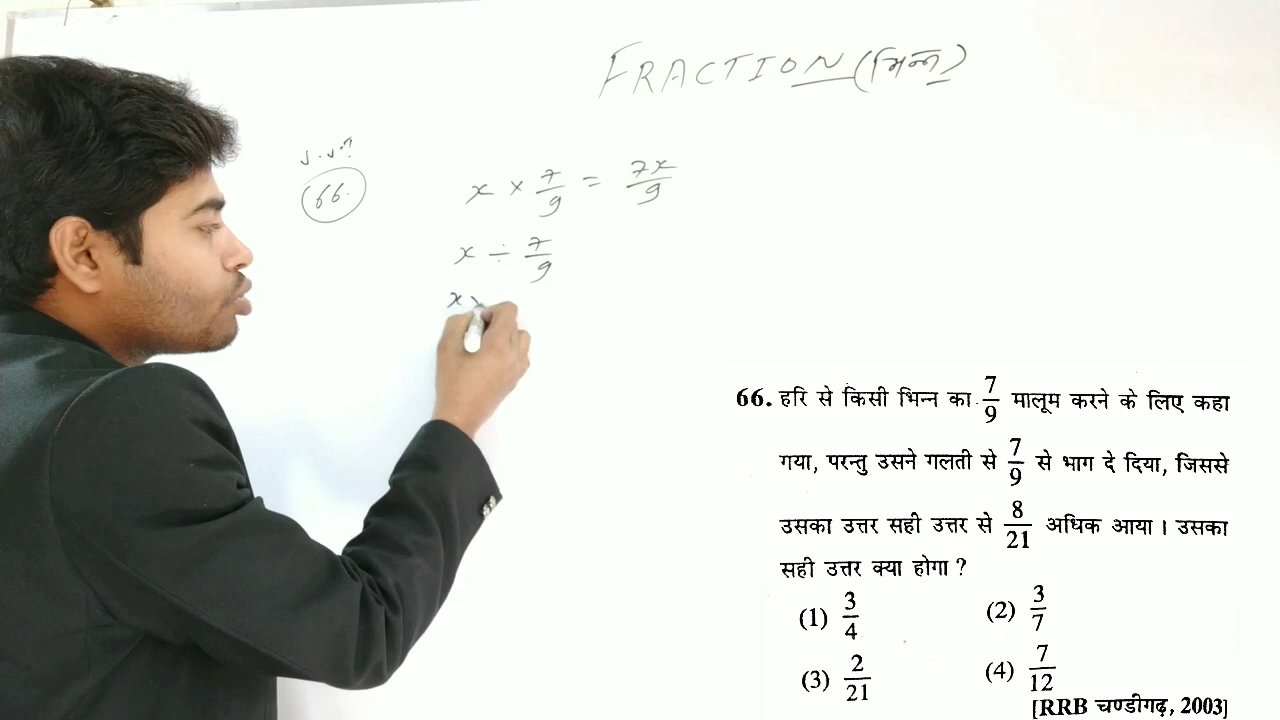 FRACTION (भिन्न)
66.
x × 7/9 = 7x/9
x ÷ 7/9
x ×
66. हरि से किसी भिन्न का 7/9 मालूम करने के लिए कहा
गया, परन्तु उसने गलती से 7/9 से भाग दे दिया, जिससे
उसका उत्तर सही उत्तर से 8/21 अधिक आया । उसका
सही उत्तर क्या होगा ?
(1) 3/4 (2) 3/7
(3) 2/21 (4) 7/12
[RRB चण्डीगढ़, 2003]